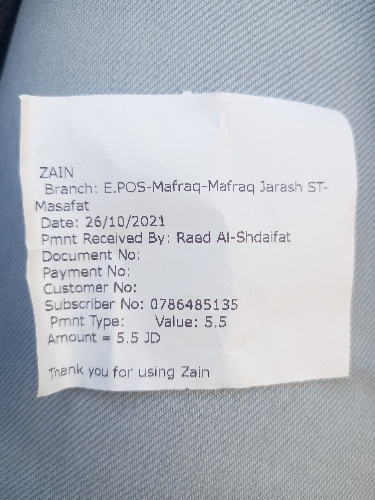 ZAIN
Branch: E.POS-Mafraq-Mafraq Jarash ST-
Masafat
Date: 26/10/2021
Pmnt Received By: Raed Al-Shdaifat
Document No:
Payment No:
Customer No:
Subscriber No: 0786485135
Pmnt Type: Value: 5.5
Amount = 5.5 JD
Thank you for using Zain